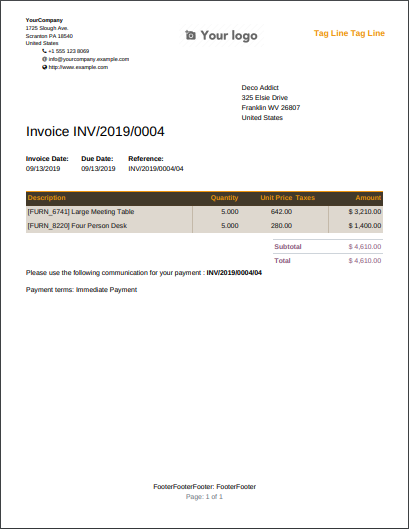 YourCompany
1725 Slough Ave.
Scranton PA 18540
United States
+1 555 123 8069
info@yourcompany.example.com
http://www.example.com
Your logo
Tag Line Tag Line
Deco Addict
325 Elsie Drive
Franklin WV 26807
United States
Invoice INV/2019/0004
Invoice Date: Due Date: Reference:
09/13/2019 09/13/2019 INV/2019/0004/04
Description Quantity Unit Price Taxes Amount
[FURN_6741] Large Meeting Table 5.000 642.00 $ 3,210.00
[FURN_8220] Four Person Desk 5.000 280.00 $ 1,400.00
Subtotal $ 4,610.00
Total $ 4,610.00
Please use the following communication for your payment : INV/2019/0004/04
Payment terms: Immediate Payment
FooterFooterFooter: FooterFooter
Page: 1 of 1